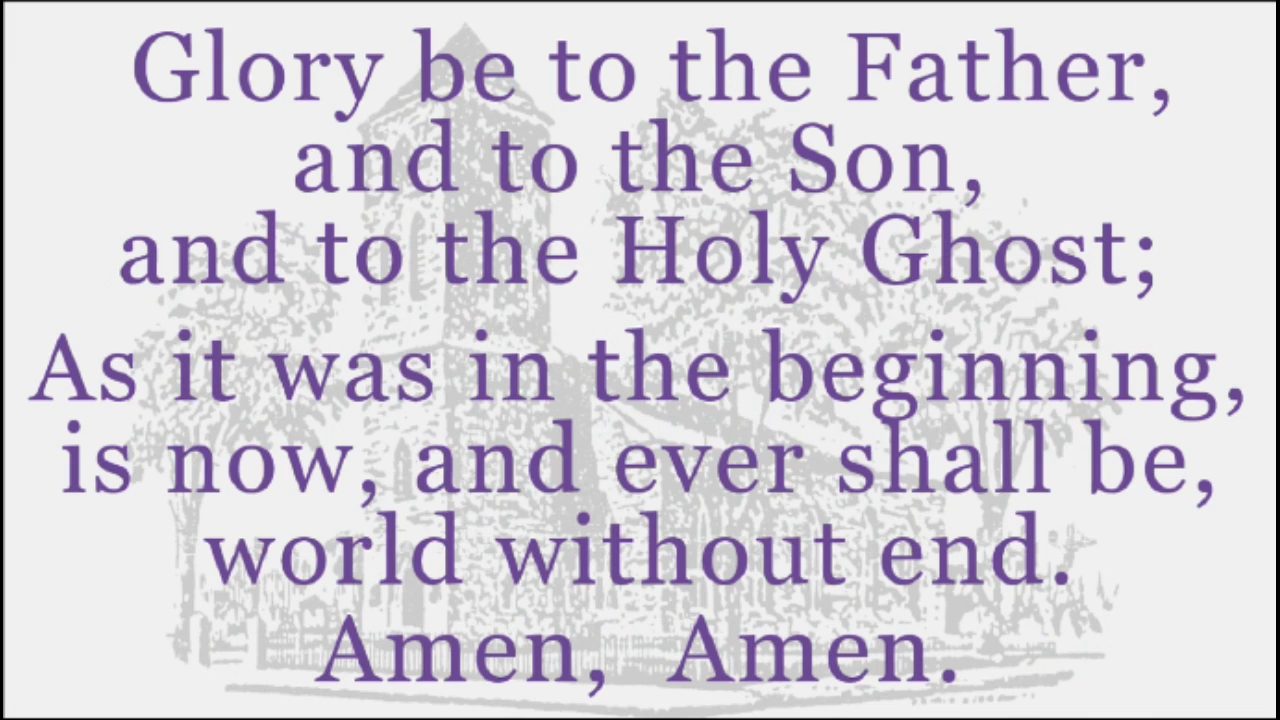 Glory be to the Father,
and to the Son,
and to the Holy Ghost;
As it was in the beginning,
is now, and ever shall be,
world without end.
Amen, Amen.